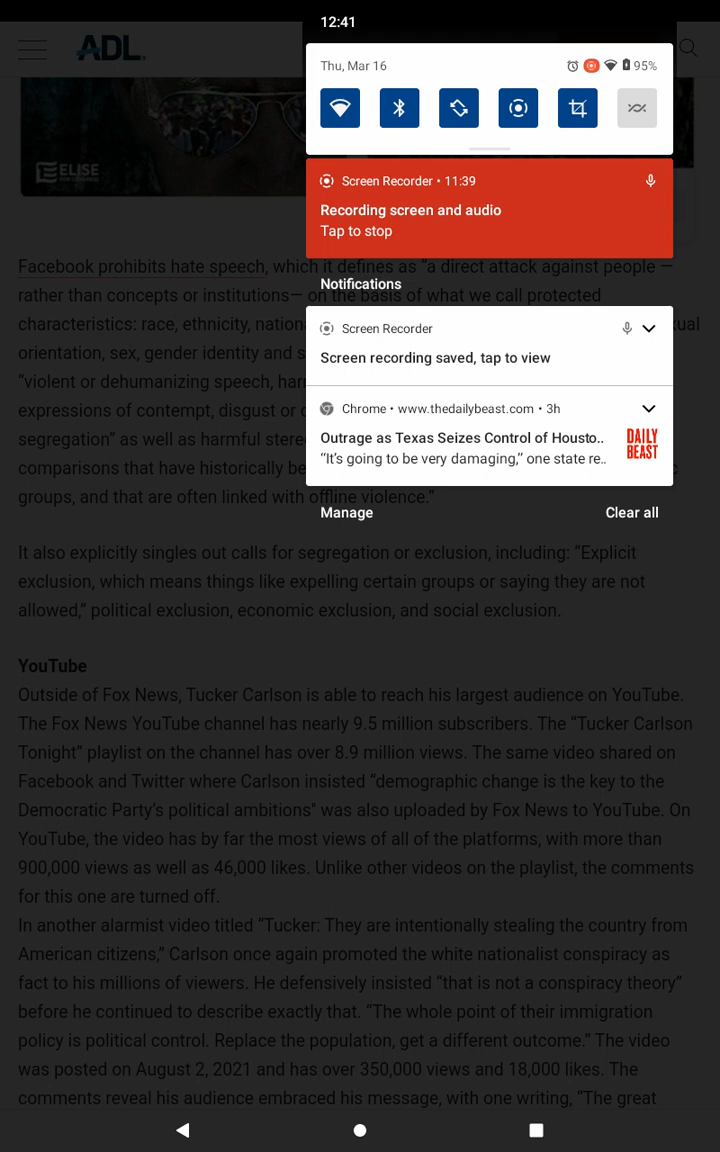 12:41
ADL
Thu, Mar 16
95%
ELISE
Screen Recorder • 11:39
Recording screen and audio
Tap to stop
Notifications
Screen Recorder
Screen recording saved, tap to view
Chrome • www.thedailybeast.com • 3h
Outrage as Texas Seizes Control of Housto..
“It’s going to be very damaging,” one state re..
DAILY
BEAST
Manage
Clear all
Facebook prohibits hate speech, which it defines as “a direct attack against people —
rather than concepts or institutions— on the basis of what we call protected
characteristics: race, ethnicity,
orientation, sex, gender identity and
“violent or dehumanizing speech,
expressions of contempt, disgust or
segregation” as well as harmful
comparisons that have historically
groups, and that are often linked with offline violence.”
It also explicitly singles out calls for segregation or exclusion, including: “Explicit
exclusion, which means things like expelling certain groups or saying they are not
allowed,” political exclusion, economic exclusion, and social exclusion.
YouTube
Outside of Fox News, Tucker Carlson is able to reach his largest audience on YouTube.
The Fox News YouTube channel has nearly 9.5 million subscribers. The “Tucker Carlson
Tonight” playlist on the channel has over 8.9 million views. The same video shared on
Facebook and Twitter where Carlson insisted “demographic change is the key to the
Democratic Party’s political ambitions" was also uploaded by Fox News to YouTube. On
YouTube, the video has by far the most views of all of the platforms, with more than
900,000 views as well as 46,000 likes. Unlike other videos on the playlist, the comments
for this one are turned off.
In another alarmist video titled “Tucker: They are intentionally stealing the country from
American citizens,” Carlson once again promoted the white nationalist conspiracy as
fact to his millions of viewers. He defensively insisted “that is not a conspiracy theory”
before he continued to describe exactly that. “The whole point of their immigration
policy is political control. Replace the population, get a different outcome.” The video
was posted on August 2, 2021 and has over 350,000 views and 18,000 likes. The
comments reveal his audience embraced his message, with one writing, “The great